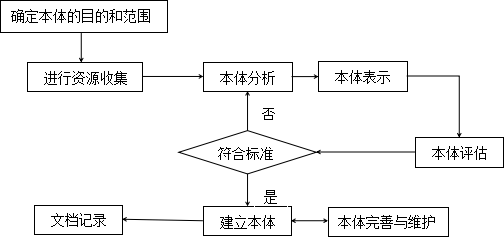 确定本体的目的和范围
进行资源收集
本体分析
本体表示
否
符合标准
本体评估
是
文档记录
建立本体
本体完善与维护